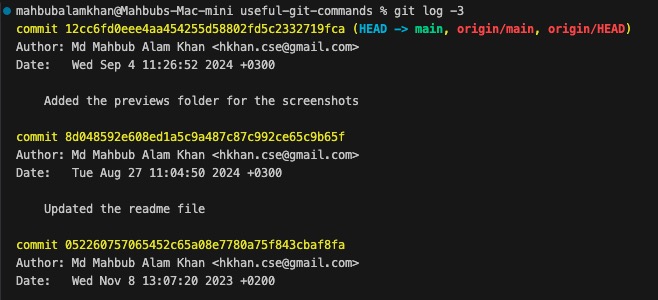 mahbubalamkhan@Mahbubs-Mac-mini useful-git-commands % git log -3
commit 12cc6fd0eee4aa454255d58802fd5c2332719fca (HEAD -> main, origin/main, origin/HEAD)
Author: Md Mahbub Alam Khan <hkhan.cse@gmail.com>
Date:   Wed Sep 4 11:26:52 2024 +0300
    Added the previews folder for the screenshots
commit 8d048592e608ed1a5c9a487c87c992ce65c9b65f
Author: Md Mahbub Alam Khan <hkhan.cse@gmail.com>
Date:   Tue Aug 27 11:04:50 2024 +0300
    Updated the readme file
commit 052260757065452c65a08e7780a75f843cbaf8fa
Author: Md Mahbub Alam Khan <hkhan.cse@gmail.com>
Date:   Wed Nov 8 13:07:20 2023 +0200